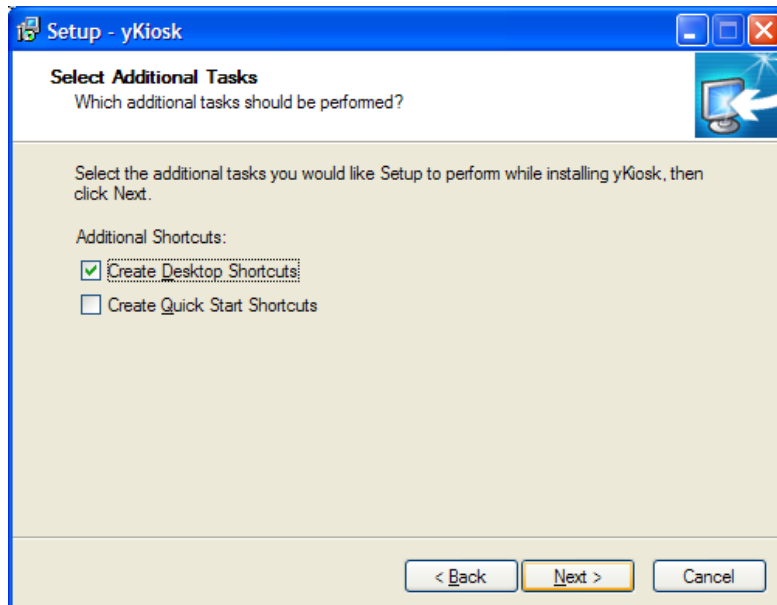 Setup - yKiosk
Select Additional Tasks
Which additional tasks should be performed?
Select the additional tasks you would like Setup to perform while installing yKiosk, then
click Next.
Additional Shortcuts:
Create Desktop Shortcuts
Create Quick Start Shortcuts
< Back
Next >
Cancel